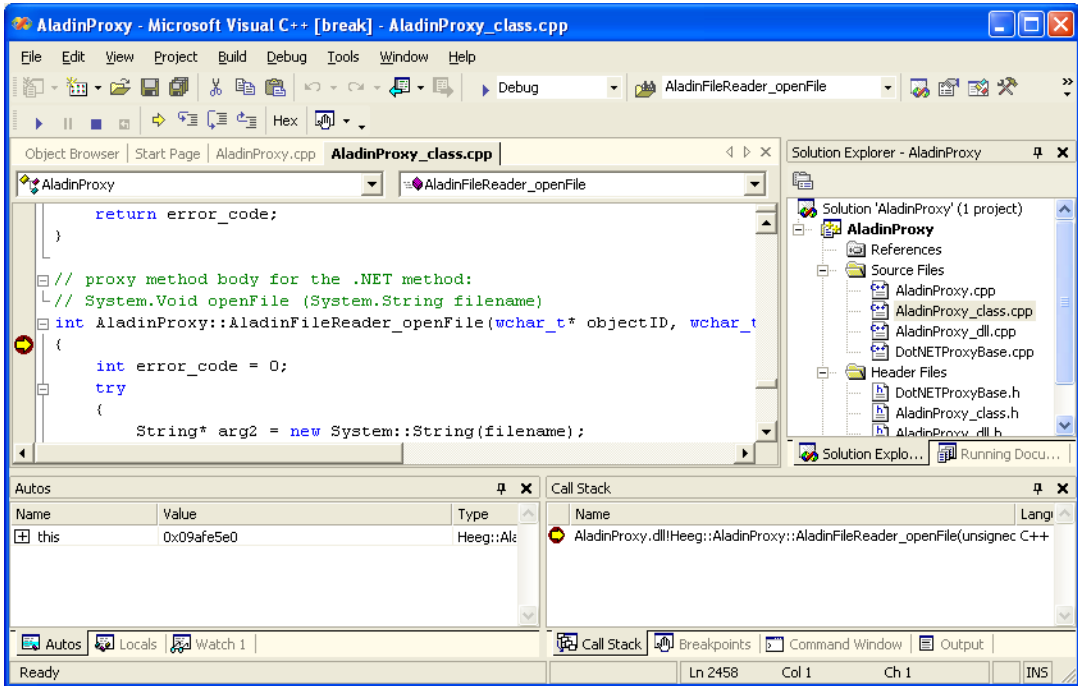 AladinProxy - Microsoft Visual C++ [break] - AladinProxy_class.cpp
File Edit View Project Build Debug Tools Window Help
Debug AladinFileReader_openFile
Hex
Object Browser Start Page AladinProxy.cpp AladinProxy_class.cpp
AladinProxy AladinFileReader_openFile
return error_code;
}
// proxy method body for the .NET method:
// System.Void openFile (System.String filename)
int AladinProxy::AladinFileReader_openFile(wchar_t* objectID, wchar_t
{
int error_code = 0;
try
{
String* arg2 = new System::String(filename);
Solution Explorer - AladinProxy
Solution 'AladinProxy' (1 project)
AladinProxy
References
Source Files
AladinProxy.cpp
AladinProxy_class.cpp
AladinProxy_dll.cpp
DotNETProxyBase.cpp
Header Files
DotNETProxyBase.h
AladinProxy_class.h
AladinProxy_dll.h
Solution Explo... Running Docu...
Autos
Name Value Type
this 0x09afe5e0 Heeg::Ala
Autos Locals Watch 1
Call Stack
Name Langu
AladinProxy.dll!Heeg::AladinProxy::AladinFileReader_openFile(unsigned C++
Call Stack Breakpoints Command Window Output
Ready Ln 2458 Col 1 Ch 1 INS